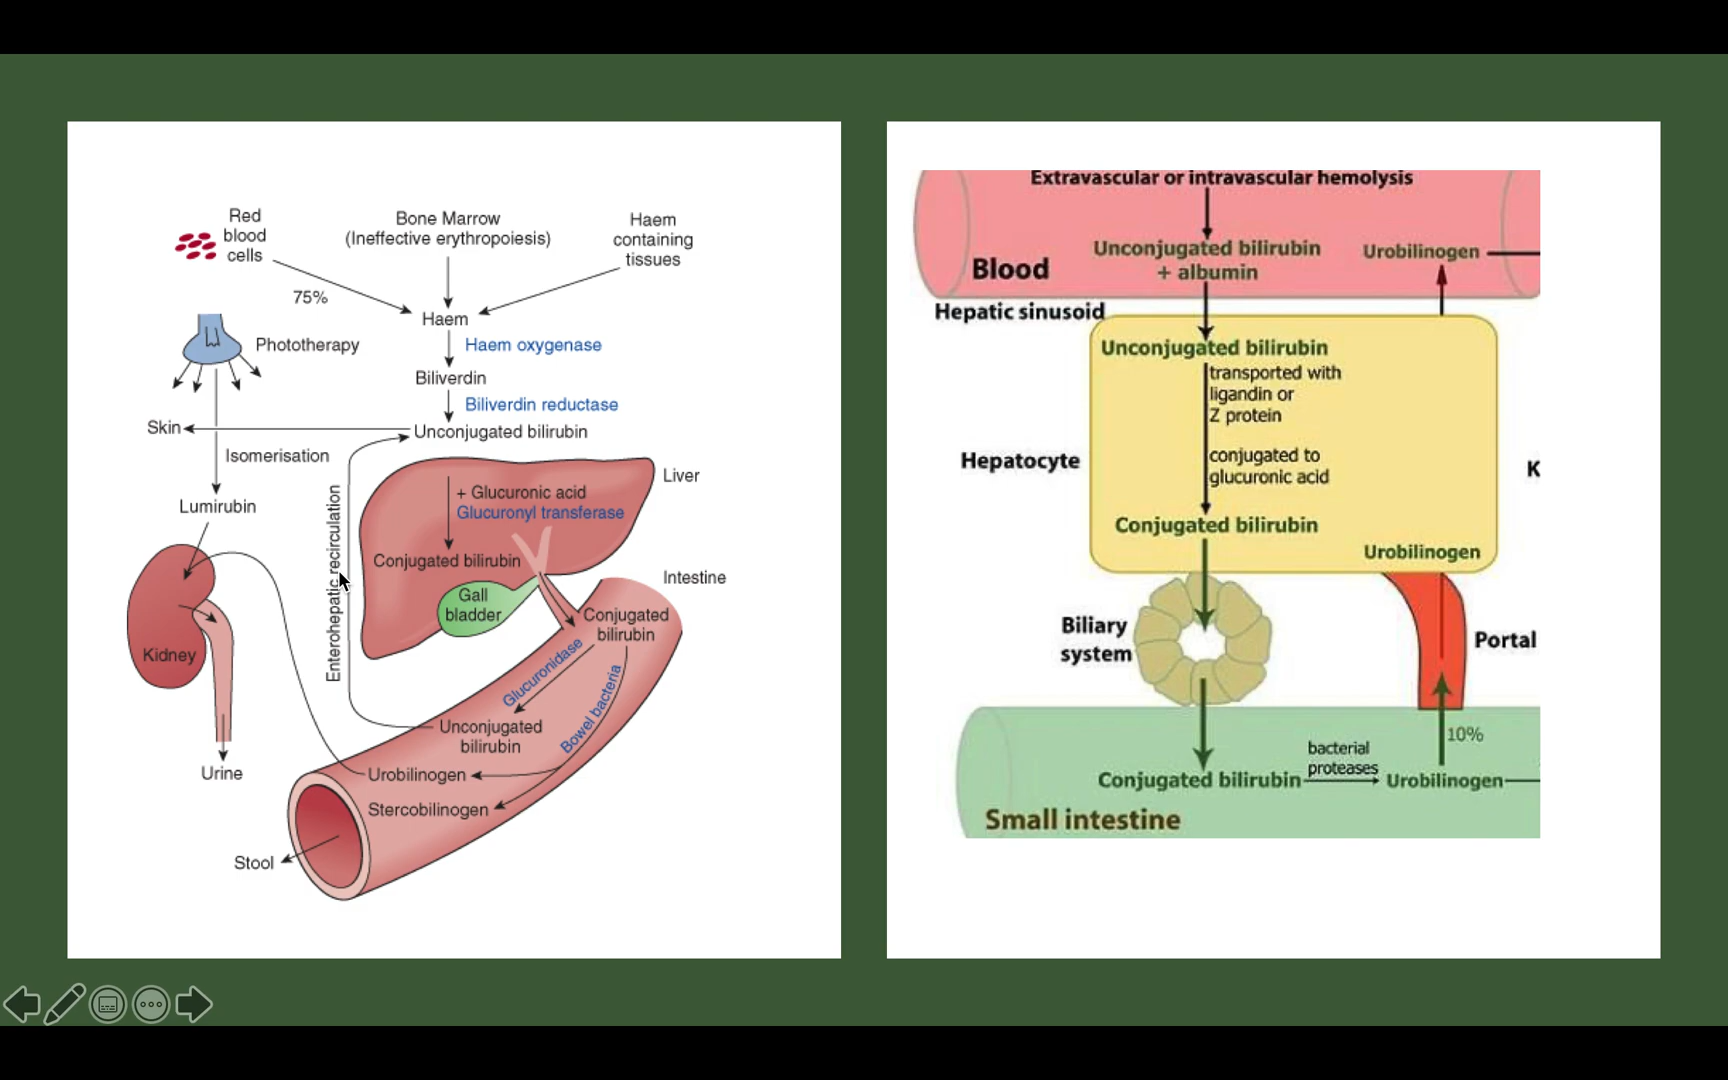 Red
blood
cells
Bone Marrow
(Ineffective erythropoiesis)
Haem
containing
tissues
75%
Haem
Phototherapy
Haem oxygenase
Biliverdin
Biliverdin reductase
Skin
Unconjugated bilirubin
Isomerisation
Liver
+ Glucuronic acid
Glucuronyl transferase
Lumirubin
Enterohepatic recirculation
Conjugated bilirubin
Intestine
Gall
bladder
Conjugated
bilirubin
Kidney
Glucuronidase
Bowel bacteria
Unconjugated
bilirubin
Urine
Urobilinogen
Stercobilinogen
Stool
Extravascular or intravascular hemolysis
Unconjugated bilirubin
+ albumin
Urobilinogen
Blood
Hepatic sinusoid
Unconjugated bilirubin
transported with
ligandin or
Z protein
Hepatocyte
conjugated to
glucuronic acid
K
Conjugated bilirubin
Urobilinogen
Biliary
system
Portal
10%
bacterial
proteases
Conjugated bilirubin
Urobilinogen
Small intestine